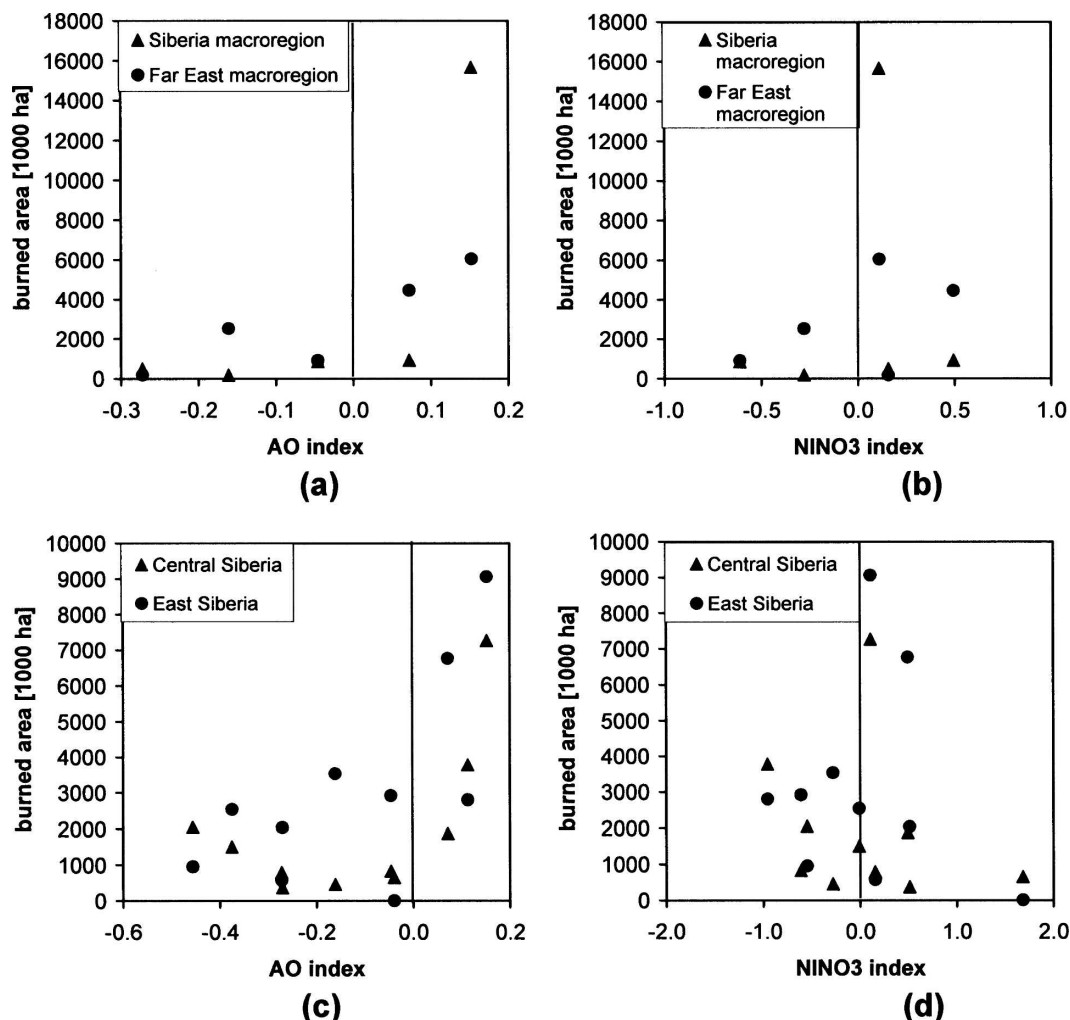 18000
16000
14000
12000
10000
8000
6000
4000
2000
0
burned area [1000 ha]
Siberia macroregion
Far East macroregion
-0.3 -0.2 -0.1 0.0 0.1 0.2
AO index
(a)
18000
16000
14000
12000
10000
8000
6000
4000
2000
0
burned area [1000 ha]
Siberia
macroregion
Far East
macroregion
-1.0 -0.5 0.0 0.5 1.0
NINO3 index
(b)
10000
9000
8000
7000
6000
5000
4000
3000
2000
1000
0
burned area [1000 ha]
Central Siberia
East Siberia
-0.6 -0.4 -0.2 0.0 0.2
AO index
(c)
10000
9000
8000
7000
6000
5000
4000
3000
2000
1000
0
burned area [1000 ha]
Central Siberia
East Siberia
-2.0 -1.0 0.0 1.0 2.0
NINO3 index
(d)